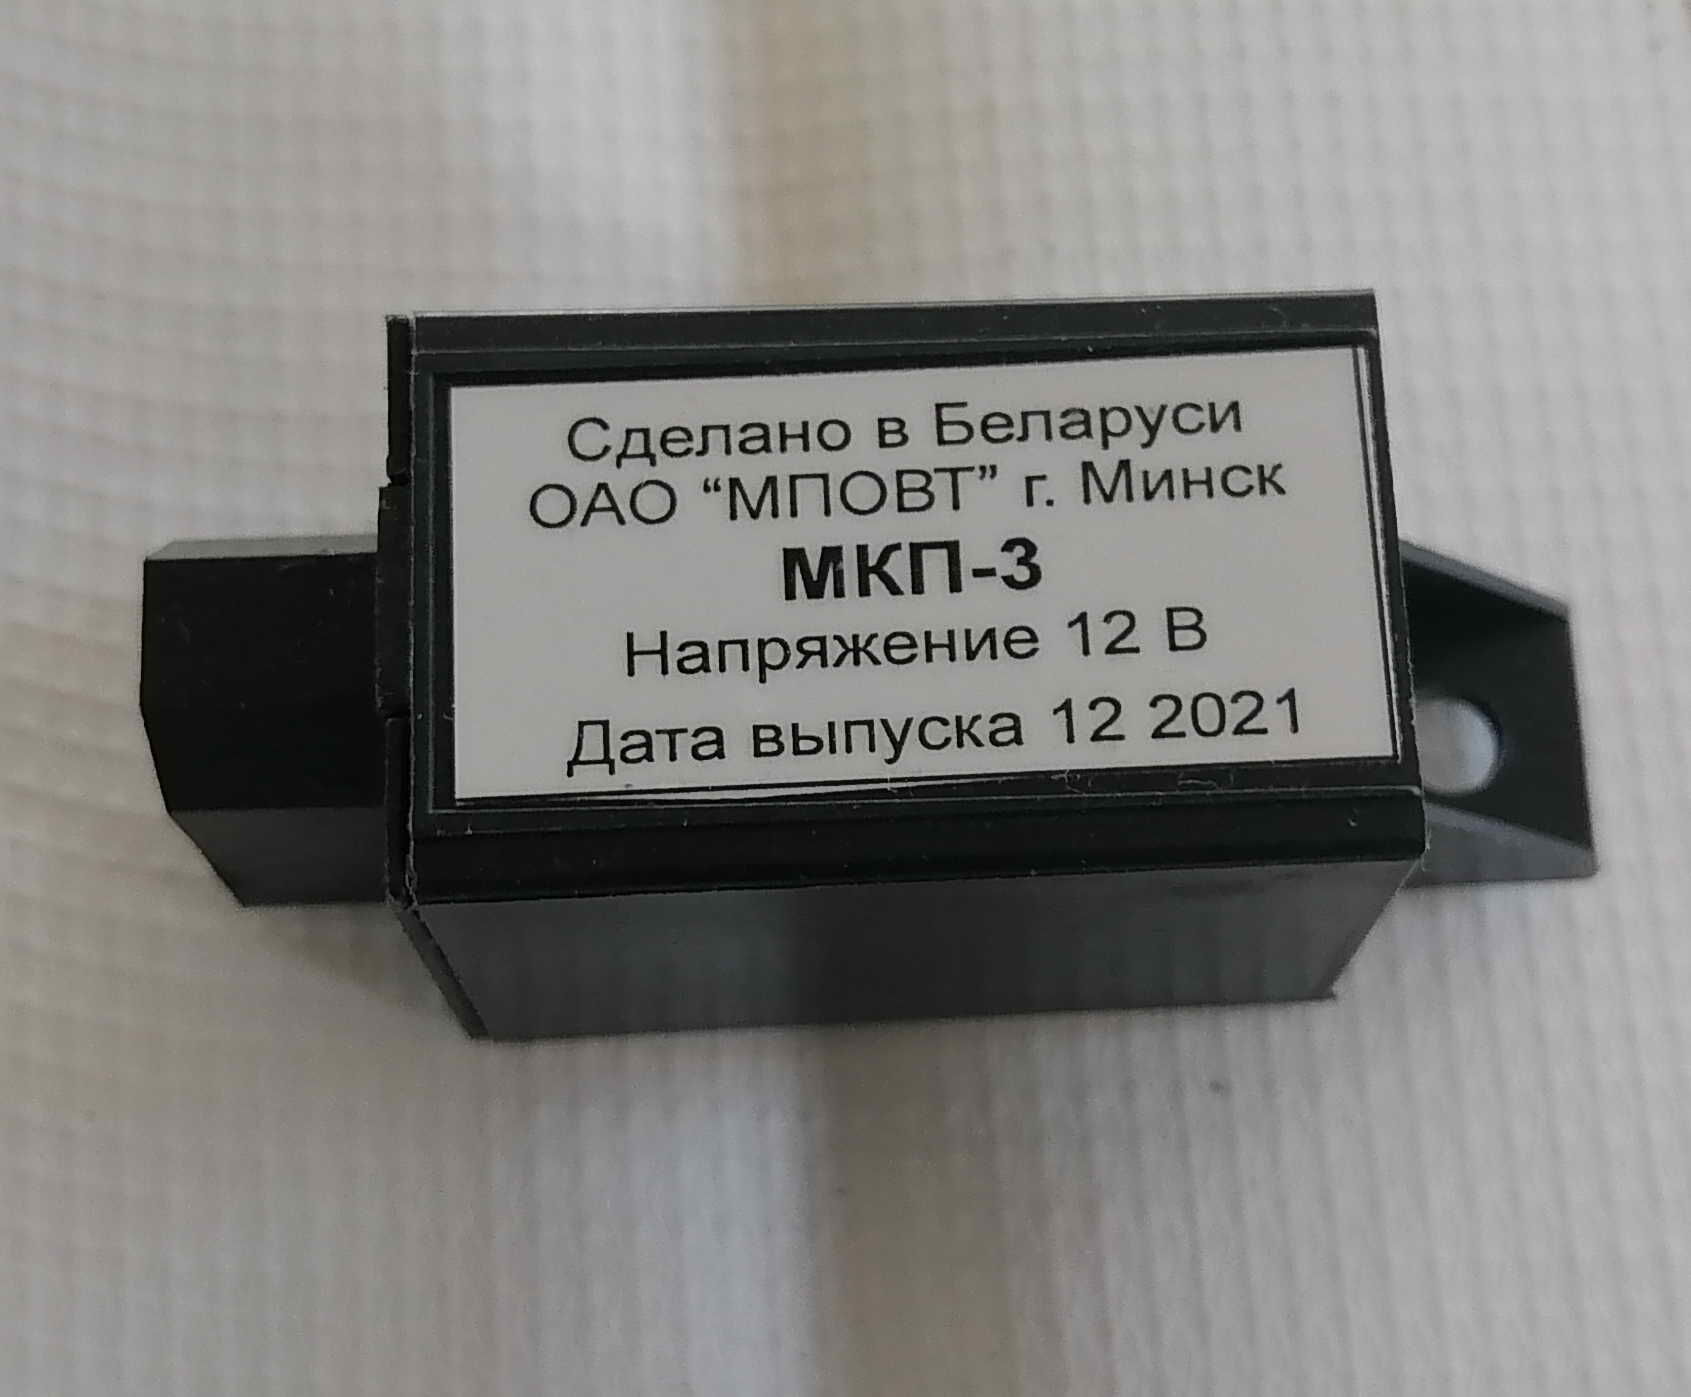 Сделано в Беларуси
ОАО “МПОВТ” г. Минск
МКП-3
Напряжение 12 В
Дата выпуска 12 2021